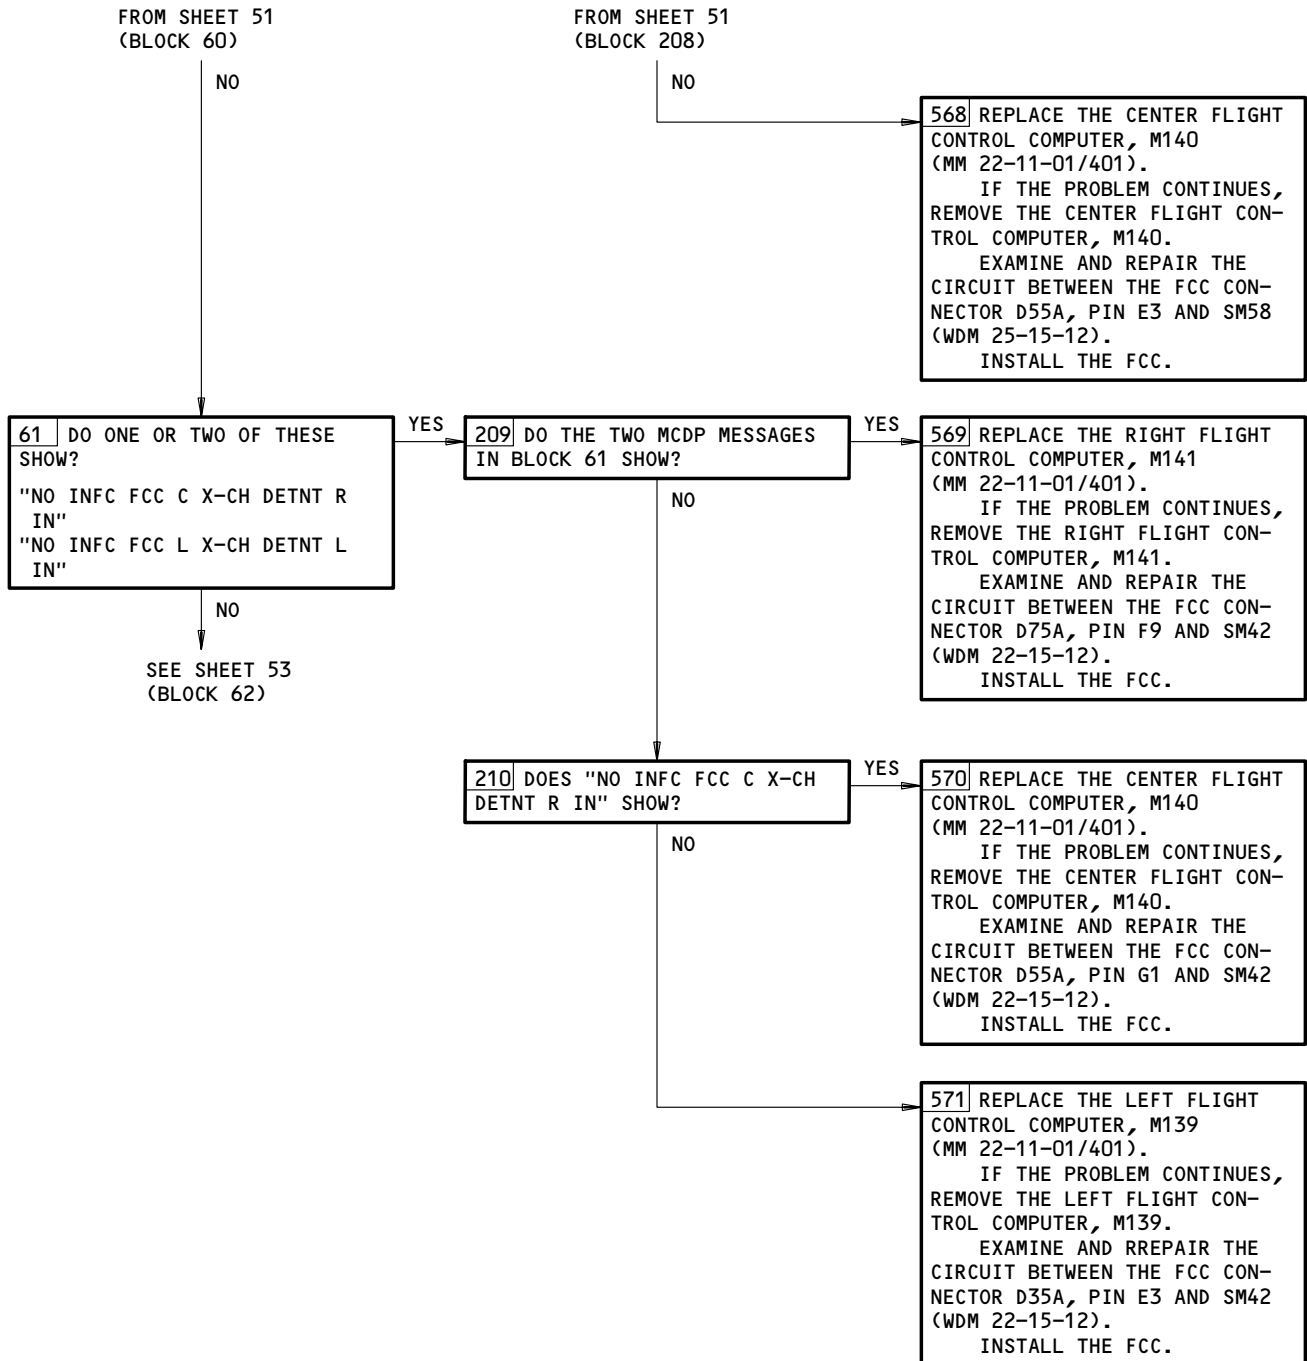 FROM SHEET 51
(BLOCK 60)
NO
FROM SHEET 51
(BLOCK 208)
NO
568 REPLACE THE CENTER FLIGHT
CONTROL COMPUTER, M140
(MM 22-11-01/401).
IF THE PROBLEM CONTINUES,
REMOVE THE CENTER FLIGHT CON-
TROL COMPUTER, M140.
EXAMINE AND REPAIR THE
CIRCUIT BETWEEN THE FCC CON-
NECTOR D55A, PIN E3 AND SM58
(WDM 25-15-12).
INSTALL THE FCC.
61 DO ONE OR TWO OF THESE
SHOW?
"NO INFC FCC C X-CH DETNT R
IN"
"NO INFC FCC L X-CH DETNT L
IN"
YES
NO
SEE SHEET 53
(BLOCK 62)
209 DO THE TWO MCDP MESSAGES
IN BLOCK 61 SHOW?
YES
NO
569 REPLACE THE RIGHT FLIGHT
CONTROL COMPUTER, M141
(MM 22-11-01/401).
IF THE PROBLEM CONTINUES,
REMOVE THE RIGHT FLIGHT CON-
TROL COMPUTER, M141.
EXAMINE AND REPAIR THE
CIRCUIT BETWEEN THE FCC CON-
NECTOR D75A, PIN F9 AND SM42
(WDM 22-15-12).
INSTALL THE FCC.
210 DOES "NO INFC FCC C X-CH
DETNT R IN" SHOW?
YES
NO
570 REPLACE THE CENTER FLIGHT
CONTROL COMPUTER, M140
(MM 22-11-01/401).
IF THE PROBLEM CONTINUES,
REMOVE THE CENTER FLIGHT CON-
TROL COMPUTER, M140.
EXAMINE AND REPAIR THE
CIRCUIT BETWEEN THE FCC CON-
NECTOR D55A, PIN G1 AND SM42
(WDM 22-15-12).
INSTALL THE FCC.
571 REPLACE THE LEFT FLIGHT
CONTROL COMPUTER, M139
(MM 22-11-01/401).
IF THE PROBLEM CONTINUES,
REMOVE THE LEFT FLIGHT CON-
TROL COMPUTER, M139.
EXAMINE AND RREPAIR THE
CIRCUIT BETWEEN THE FCC CON-
NECTOR D35A, PIN E3 AND SM42
(WDM 22-15-12).
INSTALL THE FCC.